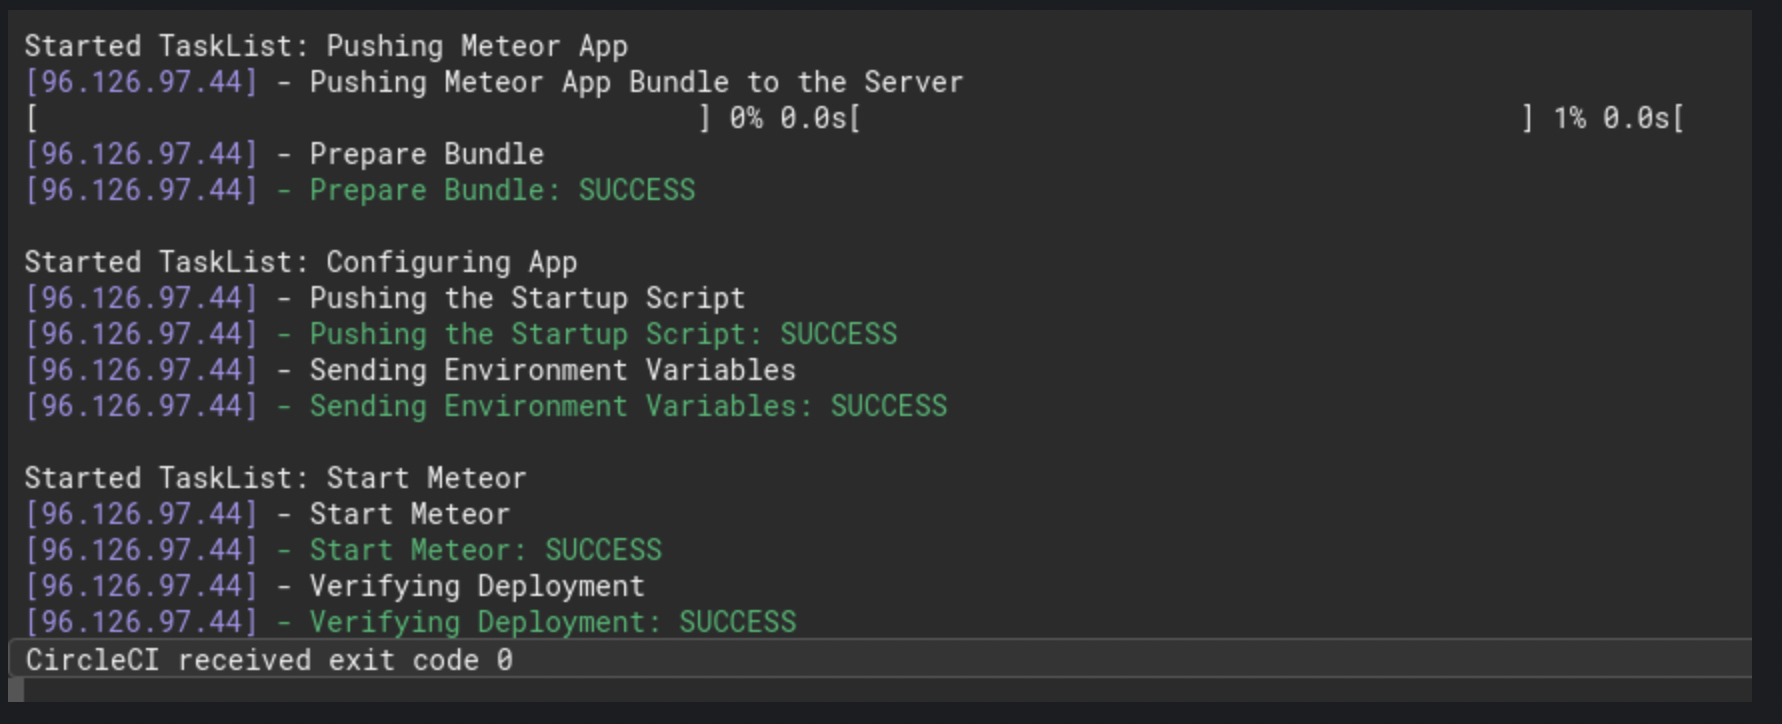 Started TaskList: Pushing Meteor App
[96.126.97.44] - Pushing Meteor App Bundle to the Server
[                                        ] 0% 0.0s[                                        ] 1% 0.0s[
[96.126.97.44] - Prepare Bundle
[96.126.97.44] - Prepare Bundle: SUCCESS
Started TaskList: Configuring App
[96.126.97.44] - Pushing the Startup Script
[96.126.97.44] - Pushing the Startup Script: SUCCESS
[96.126.97.44] - Sending Environment Variables
[96.126.97.44] - Sending Environment Variables: SUCCESS
Started TaskList: Start Meteor
[96.126.97.44] - Start Meteor
[96.126.97.44] - Start Meteor: SUCCESS
[96.126.97.44] - Verifying Deployment
[96.126.97.44] - Verifying Deployment: SUCCESS
CircleCI received exit code 0